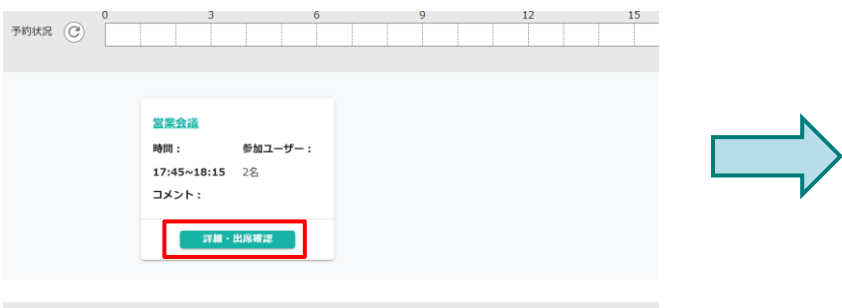 0 3 6 9 12 15
予約状況
営業会議
時間： 参加ユーザー：
17:45~18:15 2名
コメント：
詳細・出席確認